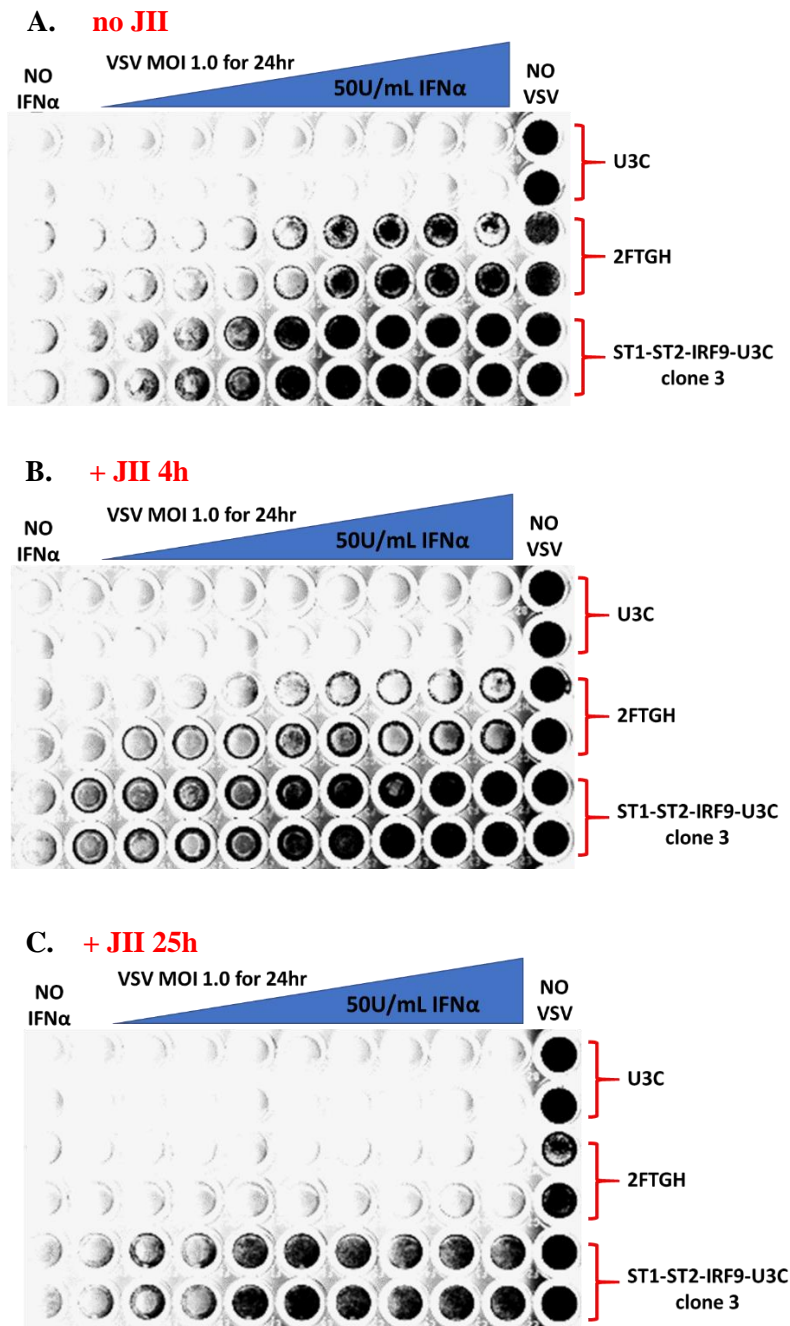 A. no JII
VSV MOI 1.0 for 24hr
NO
IFNα
50U/mL IFNα
NO
VSV
U3C
2FTGH
ST1-ST2-IRF9-U3C
clone 3
B. + JII 4h
VSV MOI 1.0 for 24hr
NO
IFNα
50U/mL IFNα
NO
VSV
U3C
2FTGH
ST1-ST2-IRF9-U3C
clone 3
C. + JII 25h
VSV MOI 1.0 for 24hr
NO
IFNα
50U/mL IFNα
NO
VSV
U3C
2FTGH
ST1-ST2-IRF9-U3C
clone 3